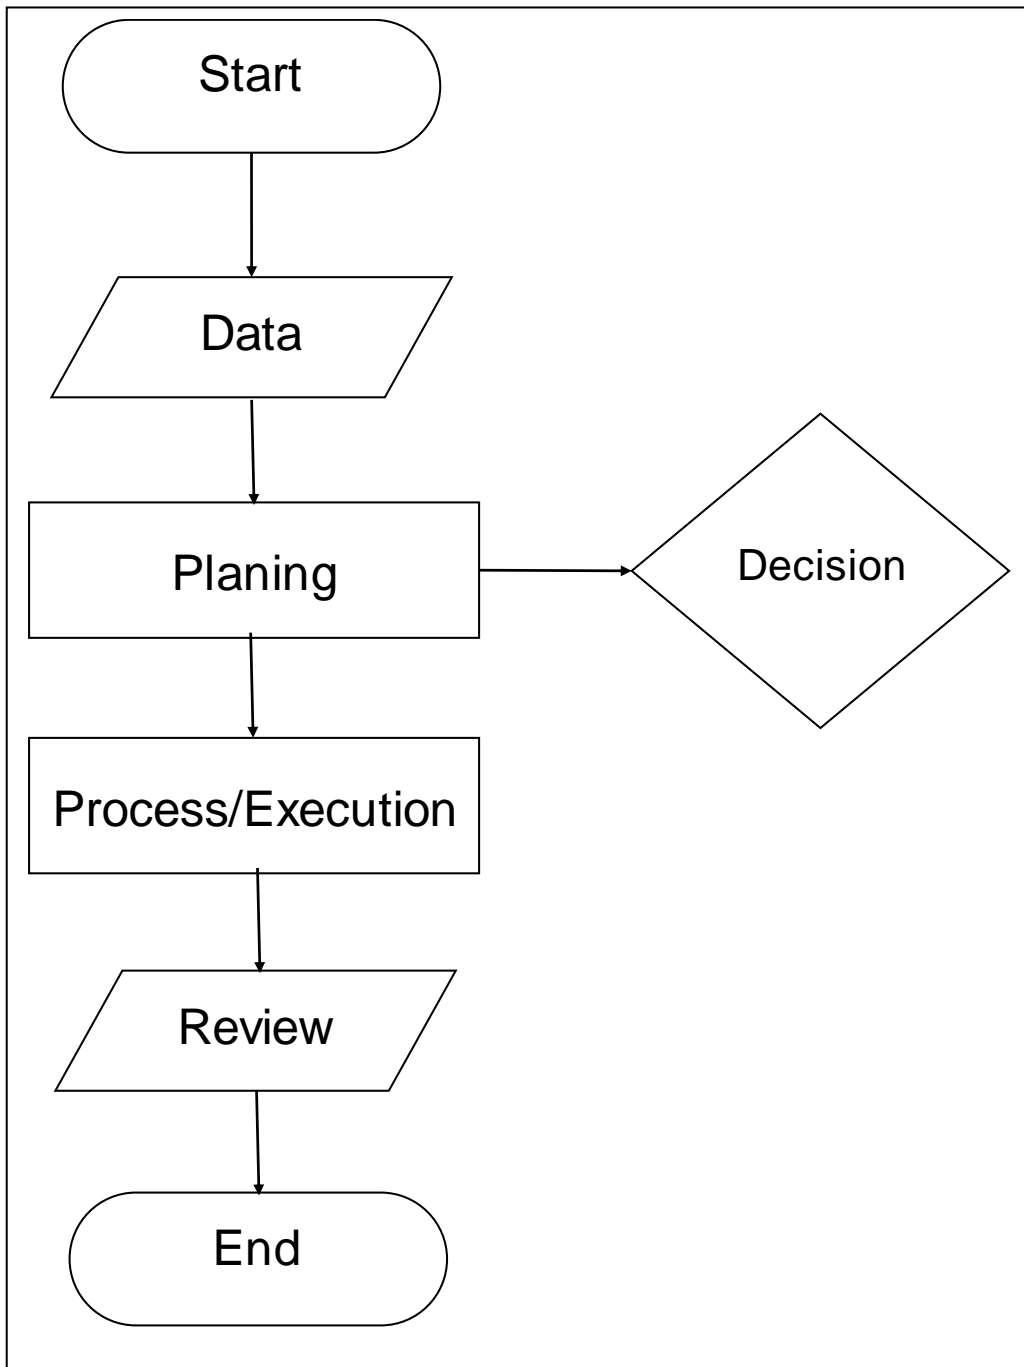 Start
Data
Planing
Decision
Process/Execution
Review
End